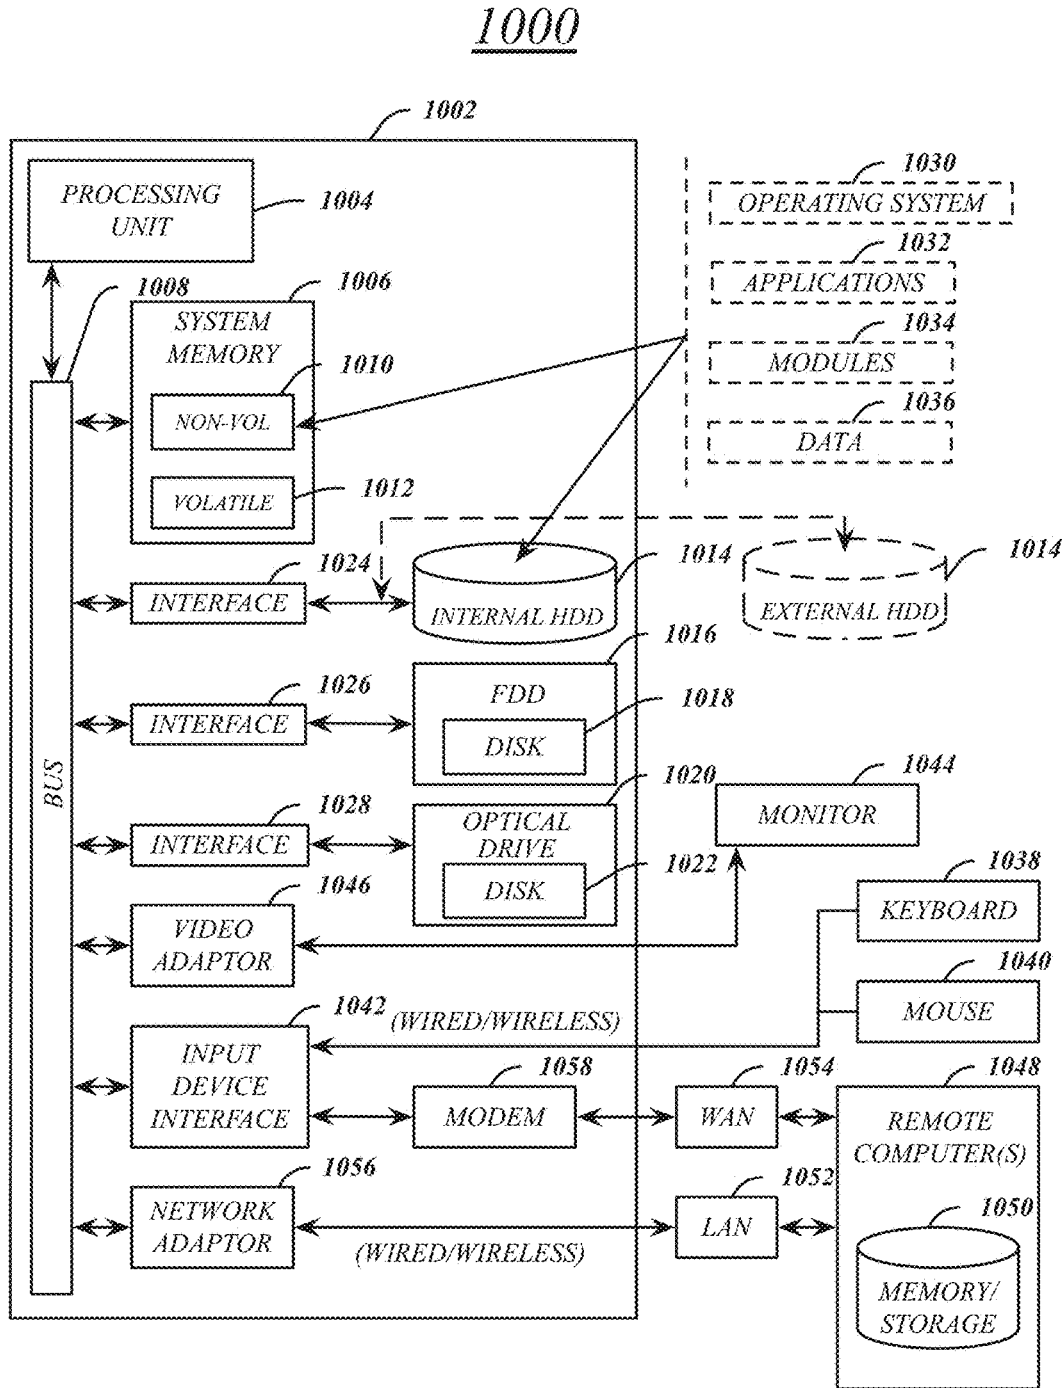 1000
1002
PROCESSING
UNIT
1004
1008
1006
SYSTEM
MEMORY
1010
NON-VOL
1012
VOLATILE
1030
OPERATING SYSTEM
1032
APPLICATIONS
1034
MODULES
1036
DATA
1024
INTERFACE
1014
INTERNAL HDD
1014
EXTERNAL HDD
1016
1026
INTERFACE
FDD
1018
DISK
BUS
1020
1028
INTERFACE
OPTICAL
DRIVE
1022
DISK
1044
MONITOR
1046
VIDEO
ADAPTOR
1038
KEYBOARD
1040
MOUSE
1042
(WIRED/WIRELESS)
INPUT
DEVICE
INTERFACE
1058
MODEM
1054
WAN
1048
REMOTE
COMPUTER(S)
1056
NETWORK
ADAPTOR
(WIRED/WIRELESS)
1052
LAN
1050
MEMORY/
STORAGE